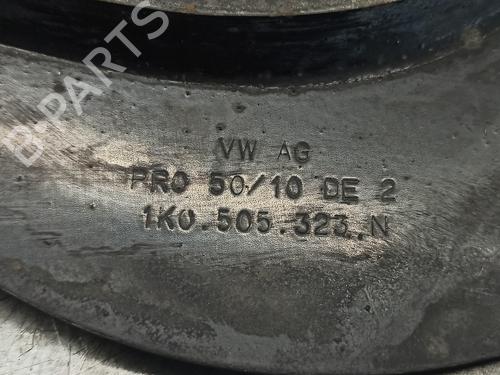 B-PARTS
VW AG
PRO 50/10 DE 2
1K0.505.323.N